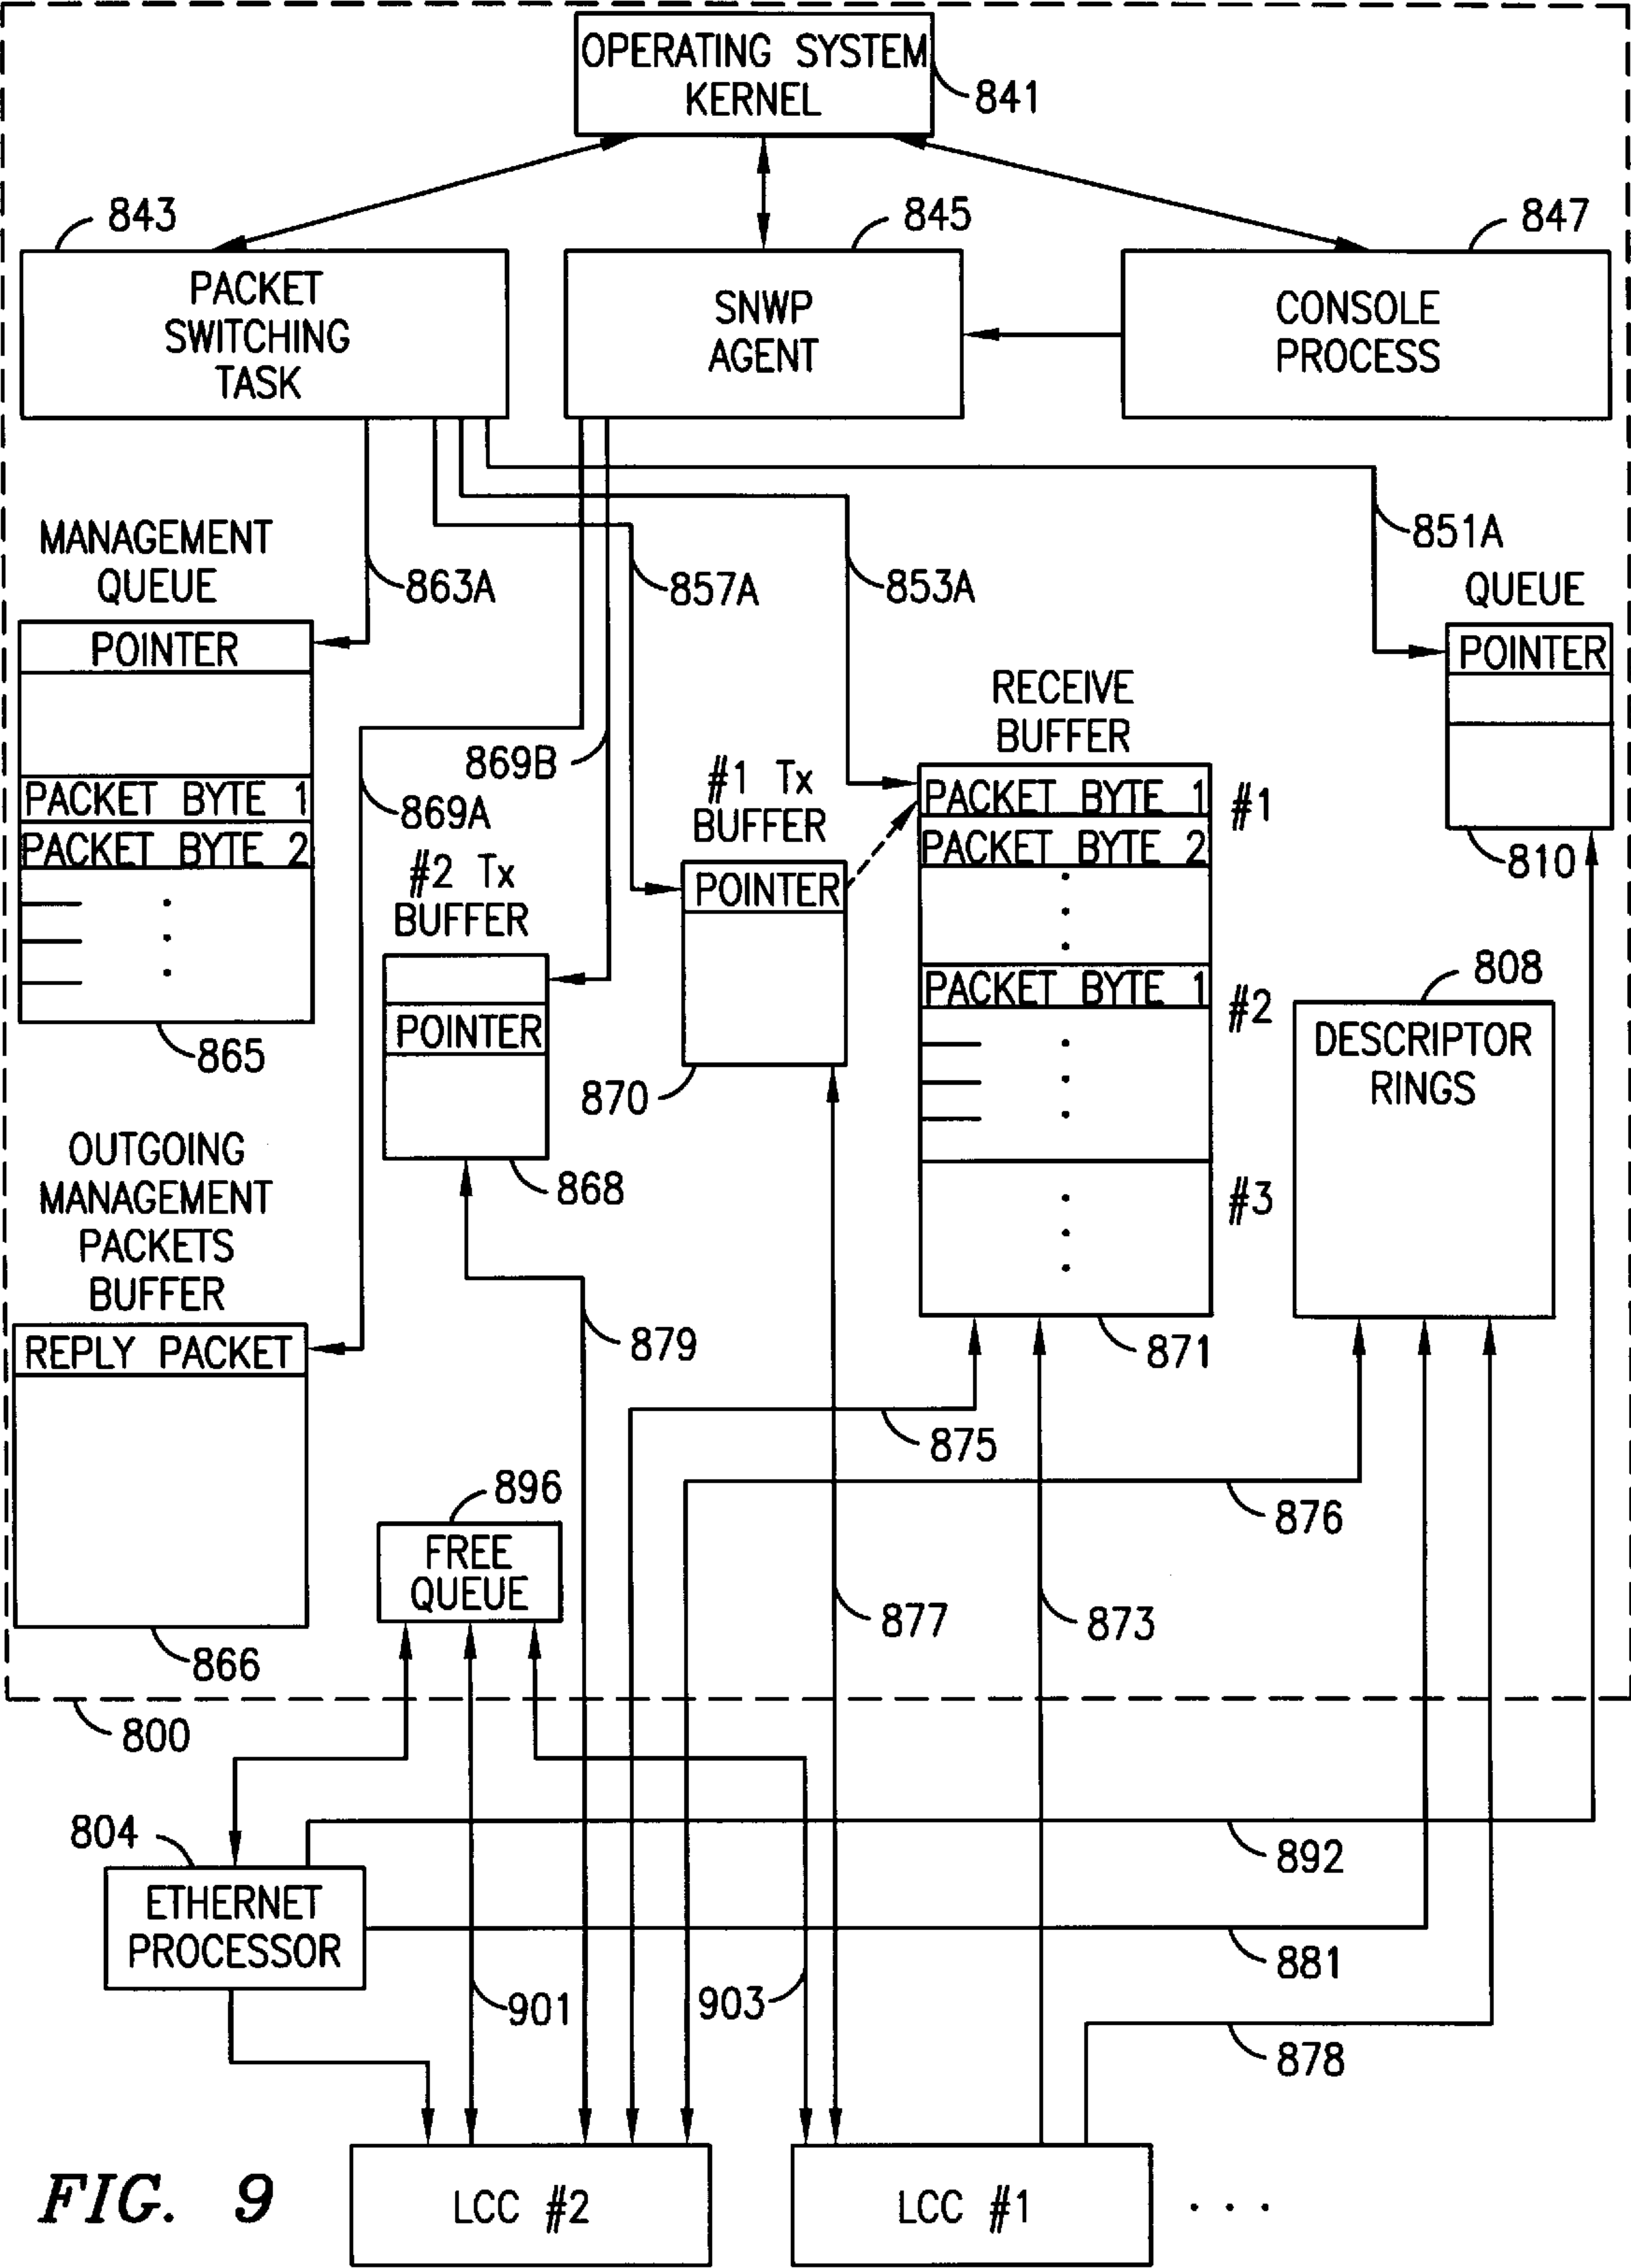 OPERATING SYSTEM
KERNEL
841
843
845
847
PACKET
SWITCHING
TASK
SNWP
AGENT
CONSOLE
PROCESS
MANAGEMENT
QUEUE
863A
857A
853A
851A
QUEUE
POINTER
POINTER
RECEIVE
BUFFER
869B
869A
#1 Tx
BUFFER
PACKET BYTE 1
PACKET BYTE 2
PACKET BYTE 1
#1
PACKET BYTE 2
810
#2 Tx
BUFFER
POINTER
PACKET BYTE 1
#2
808
DESCRIPTOR
RINGS
POINTER
865
870
868
#3
OUTGOING
MANAGEMENT
PACKETS
BUFFER
REPLY PACKET
879
871
875
876
896
FREE
QUEUE
877
873
866
800
804
892
ETHERNET
PROCESSOR
881
901
903
878
FIG. 9
LCC #2
LCC #1